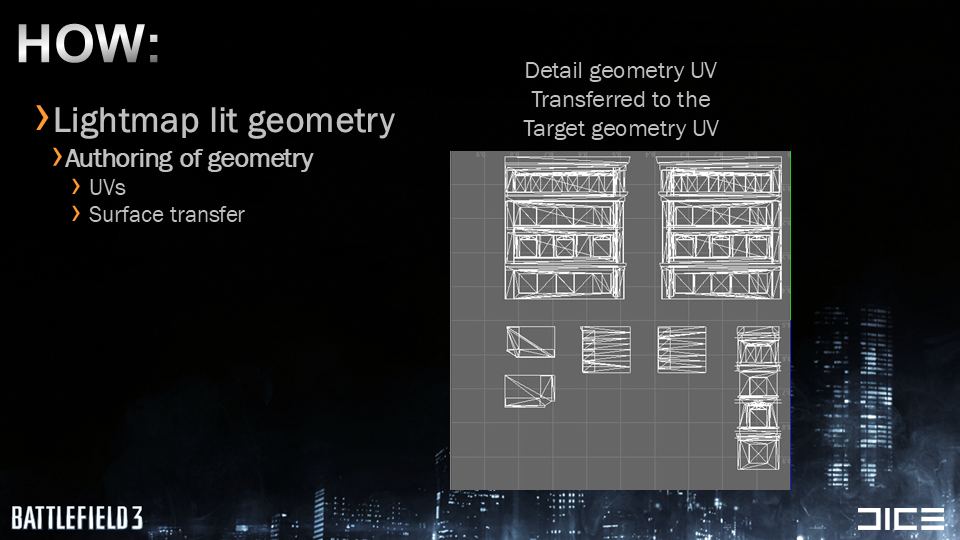 HOW:
Lightmap lit geometry
Authoring of geometry
UVs
Surface transfer
Detail geometry UV
Transferred to the
Target geometry UV
BATTLEFIELD 3
DICE